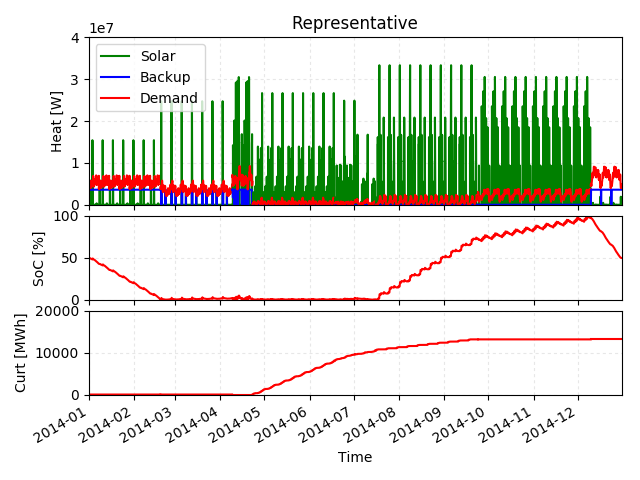 Representative
1e7
Heat [W]
4
3
2
1
0
Solar
Backup
Demand
SoC [%]
100
50
0
Curt [MWh]
20000
10000
0
2014-01
2014-02
2014-03
2014-04
2014-05
2014-06
2014-07
2014-08
2014-09
2014-10
2014-11
2014-12
Time